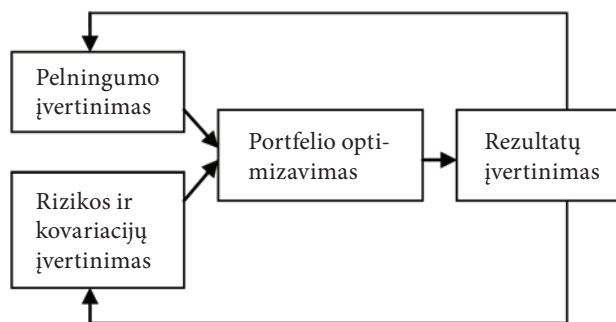 Pelningumo
įvertinimas
Portfelio opti-
mizavimas
Rezultatų
įvertinimas
Rizikos ir
kovariacijų
įvertinimas